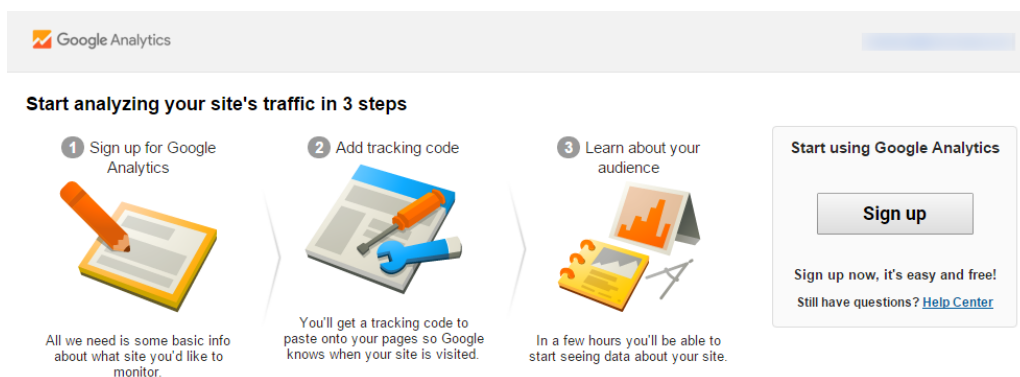 Google Analytics
Start analyzing your site's traffic in 3 steps
1 Sign up for Google
Analytics
All we need is some basic info
about what site you'd like to
monitor.
2 Add tracking code
You'll get a tracking code to
paste onto your pages so Google
knows when your site is visited.
3 Learn about your
audience
In a few hours you'll be able to
start seeing data about your site.
Start using Google Analytics
Sign up
Sign up now, it's easy and free!
Still have questions? Help Center